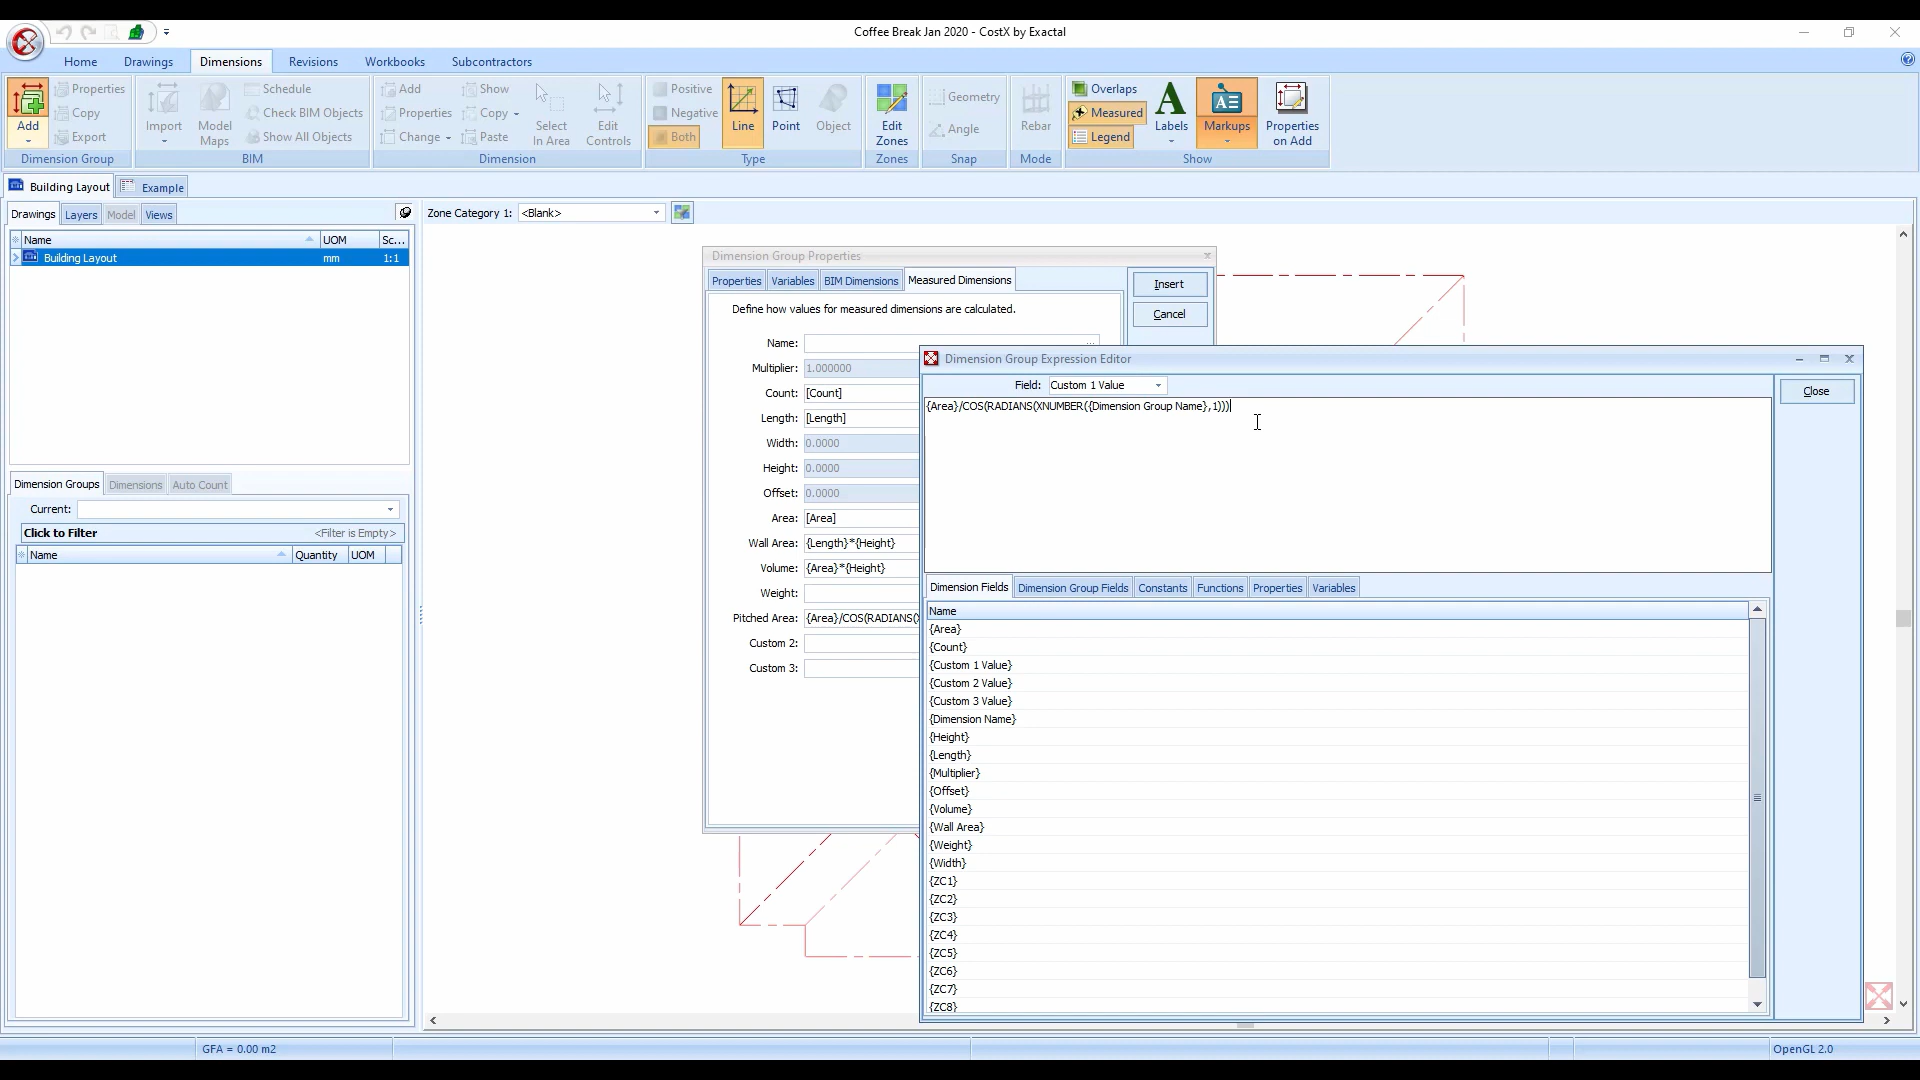 Coffee Break Jan 2020 - CostX by Exactal
Home
Dimensions
Drawings
Revisions
Workbooks
Subcontractors
Add
Properties
Copy
Export
Dimension Group
Import
Model Maps
Schedule
Check BIM Objects
Show All Objects
BIM
Add
Properties
Change
Show
Copy
Paste
Select In Area
Edit Controls
Dimension
Positive
Negative
Both
Line
Point
Object
Type
Edit Zones
Zones
Geometry
Angle
Snap
Rebar
Mode
Overlaps
Measured
Legend
Labels
Markups
Properties on Add
Show
Building Layout
Example
Drawings
Layers
Model
Views
Zone Category 1:
<Blank>
Name
UOM
Sc...
Building Layout
mm
1:1
Dimension Groups
Dimensions
Auto Count
Current:
Click to Filter
<Filter is Empty>
Name
Quantity
UOM
Dimension Group Properties
Properties
Variables
BIM Dimensions
Measured Dimensions
Insert
Cancel
Define how values for measured dimensions are calculated.
Name:
...
Multiplier:
1.000000
Count:
[Count]
Length:
[Length]
Width:
0.0000
Height:
0.0000
Offset:
0.0000
Area:
[Area]
Wall Area:
{Length}*{Height}
Volume:
{Area}*{Height}
Weight:
Pitched Area:
{Area}/COS(RADIANS(
Custom 2:
Custom 3:
Dimension Group Expression Editor
Field:
Custom 1 Value
Close
{Area}/COS(RADIANS(XNUMBER({Dimension Group Name},1)))
Dimension Fields
Dimension Group Fields
Constants
Functions
Properties
Variables
Name
{Area}
{Count}
{Custom 1 Value}
{Custom 2 Value}
{Custom 3 Value}
{Dimension Name}
{Height}
{Length}
{Multiplier}
{Offset}
{Volume}
{Wall Area}
{Weight}
{Width}
{ZC1}
{ZC2}
{ZC3}
{ZC4}
{ZC5}
{ZC6}
{ZC7}
{ZC8}
GFA = 0.00 m2
OpenGL 2.0